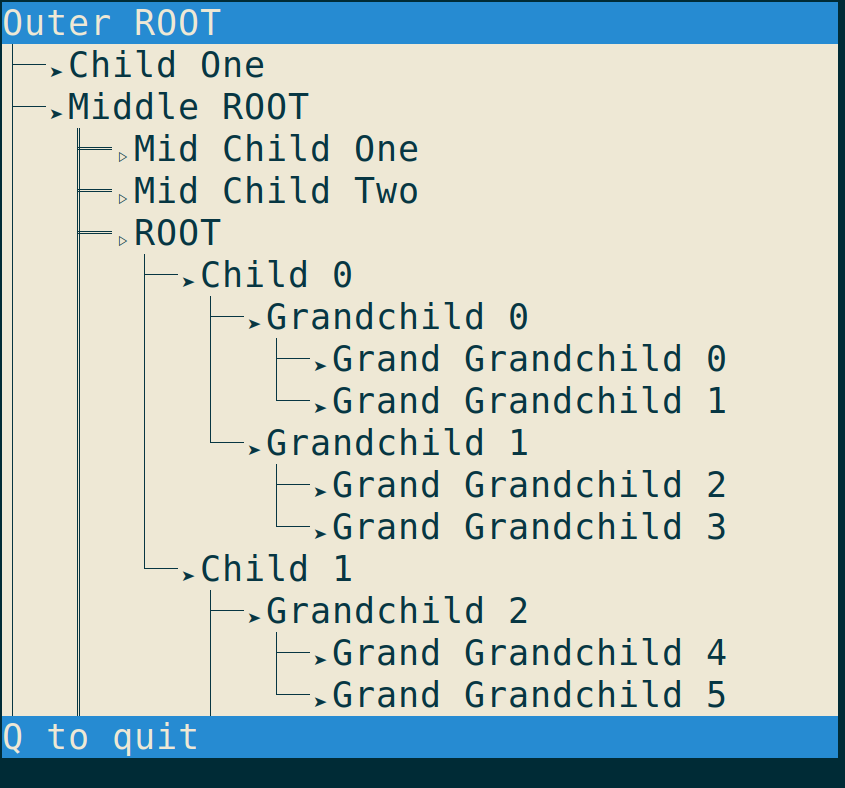 Outer ROOT
Child One
Middle ROOT
Mid Child One
Mid Child Two
ROOT
Child 0
Grandchild 0
Grand Grandchild 0
Grand Grandchild 1
Grandchild 1
Grand Grandchild 2
Grand Grandchild 3
Child 1
Grandchild 2
Grand Grandchild 4
Grand Grandchild 5
Q to quit